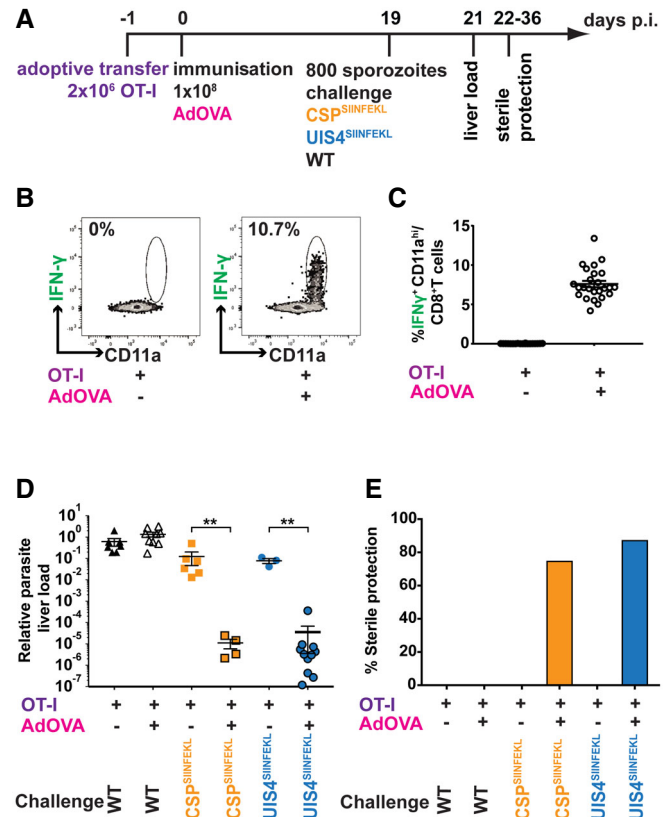 A
-1 0 19 21 22-36 days p.i.
adoptive transfer
2x10⁶ OT-I
immunisation
1x10⁸
AdOVA
800 sporozoites
challenge
CSP^SIINFEKL
UIS4^SIINFEKL
WT
liver load
sterile
protection
B
0%
10.7%
IFN-γ
IFN-γ
CD11a
CD11a
OT-I + +
AdOVA - +
C
%IFNγ⁺ CD11a^hi/
CD8⁺T cells
15
10
5
0
OT-I + +
AdOVA - +
D
Relative parasite
liver load
10¹
10⁰
10⁻¹
10⁻²
10⁻³
10⁻⁴
10⁻⁵
10⁻⁶
10⁻⁷
** **
OT-I + + + + + +
AdOVA - + - + - +
Challenge WT WT CSP^SIINFEKL CSP^SIINFEKL UIS4^SIINFEKL UIS4^SIINFEKL
E
% Sterile protection
100
80
60
40
20
0
OT-I + + + + + +
AdOVA - + - + - +
Challenge WT WT CSP^SIINFEKL CSP^SIINFEKL UIS4^SIINFEKL UIS4^SIINFEKL